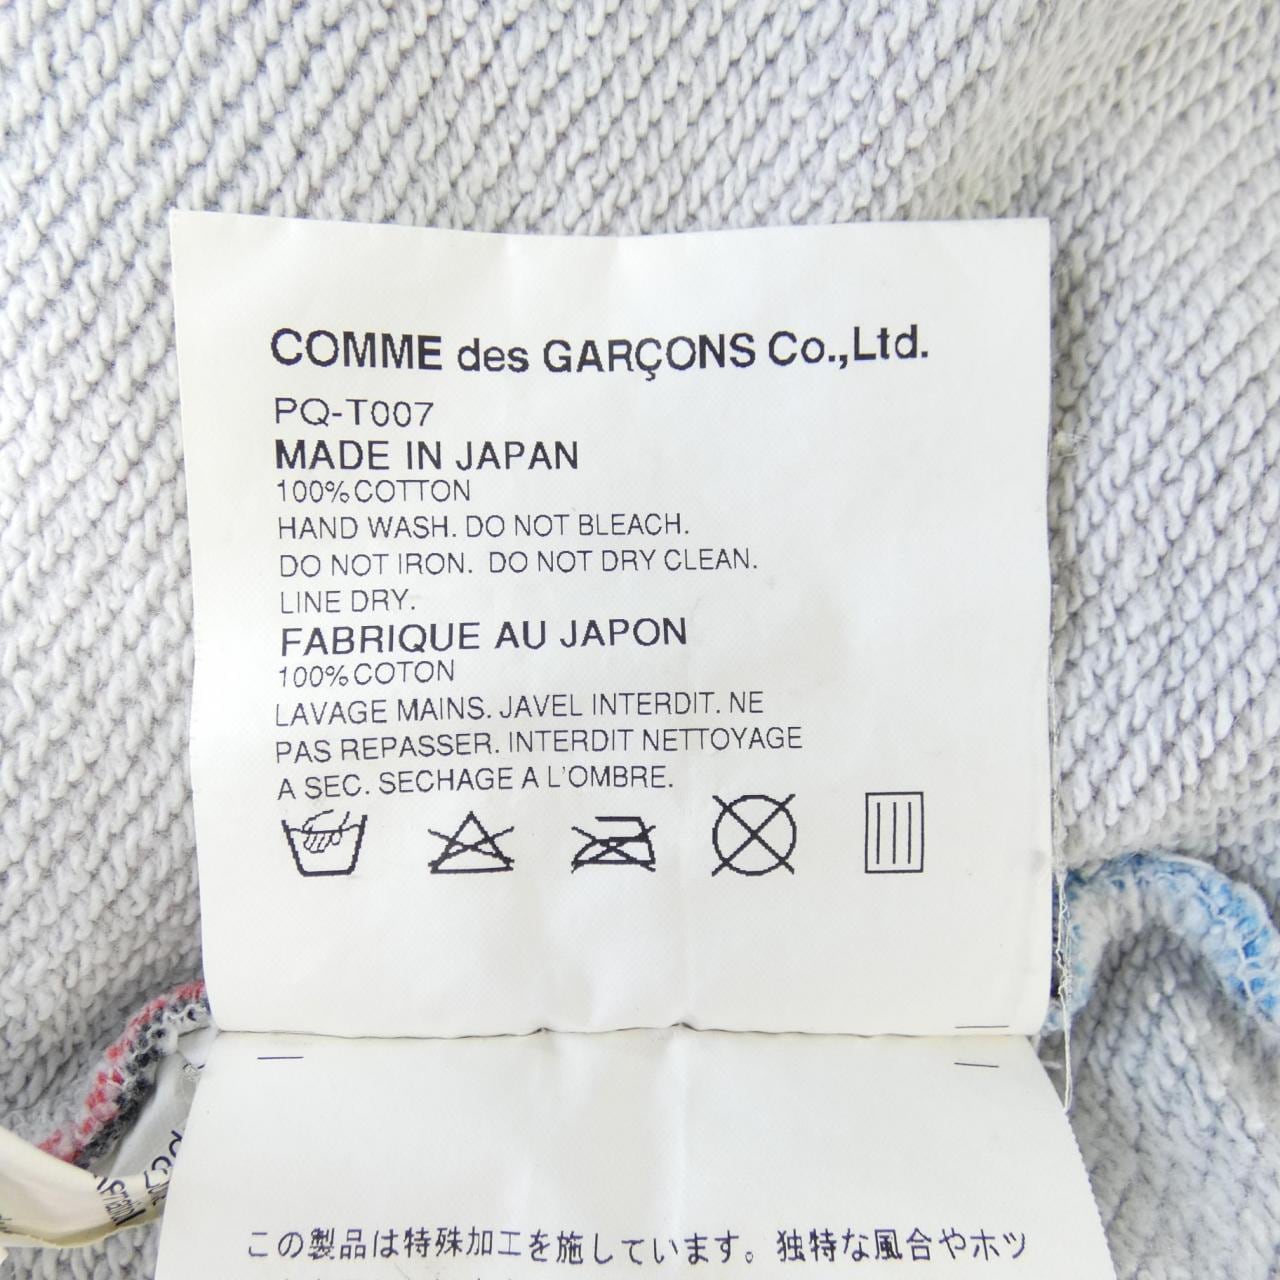 COMME des GARÇONS Co.,Ltd.
PQ-T007
MADE IN JAPAN
100%COTTON
HAND WASH. DO NOT BLEACH.
DO NOT IRON. DO NOT DRY CLEAN.
LINE DRY.
FABRIQUE AU JAPON
100%COTON
LAVAGE MAINS. JAVEL INTERDIT. NE
PAS REPASSER. INTERDIT NETTOYAGE
A SEC. SECHAGE A L'OMBRE.
この製品は特殊加工を施しています。独特な風合やホツ